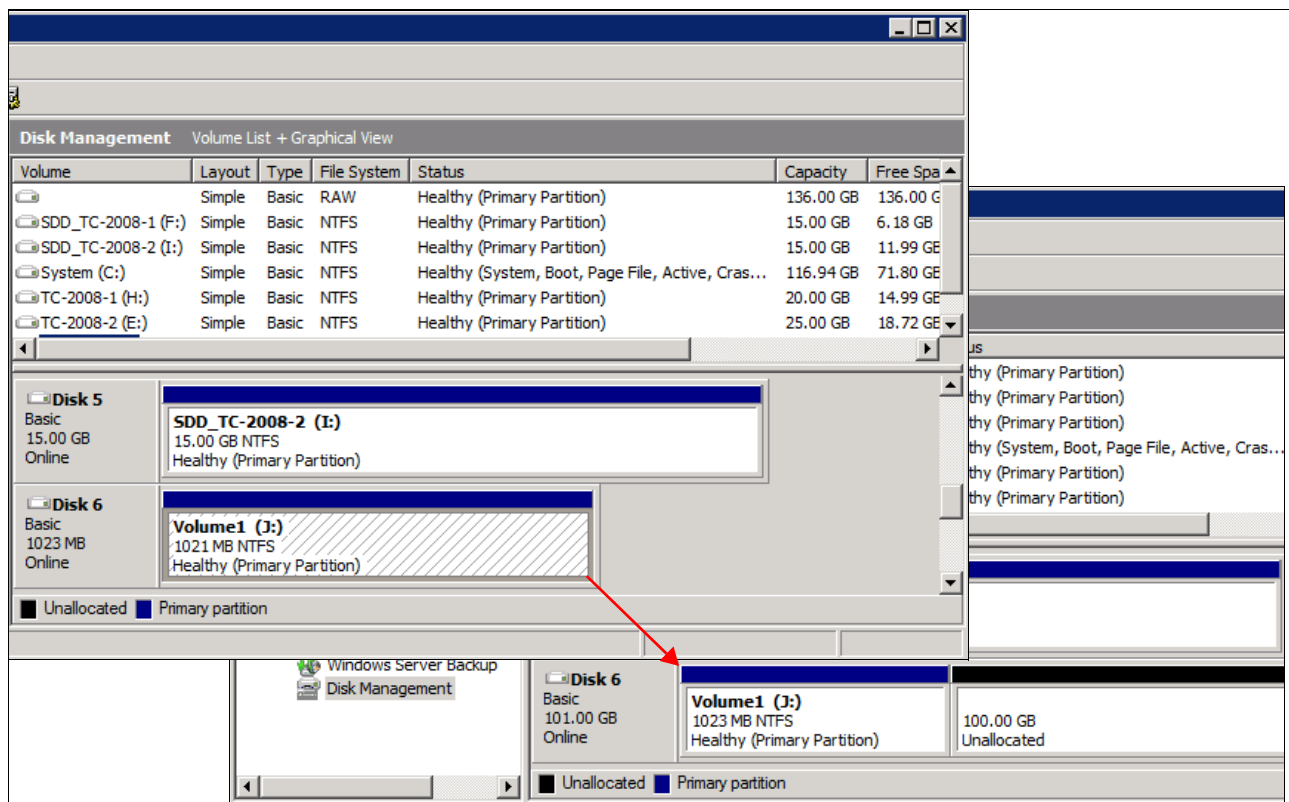 Disk Management Volume List + Graphical View
Volume Layout Type File System Status Capacity Free Spa
Simple Basic RAW Healthy (Primary Partition) 136.00 GB 136.00 G
SDD_TC-2008-1 (F:) Simple Basic NTFS Healthy (Primary Partition) 15.00 GB 6.18 GB
SDD_TC-2008-2 (I:) Simple Basic NTFS Healthy (Primary Partition) 15.00 GB 11.99 GB
System (C:) Simple Basic NTFS Healthy (System, Boot, Page File, Active, Cras... 116.94 GB 71.80 GB
TC-2008-1 (H:) Simple Basic NTFS Healthy (Primary Partition) 20.00 GB 14.99 GB
TC-2008-2 (E:) Simple Basic NTFS Healthy (Primary Partition) 25.00 GB 18.72 GB
Disk 5
Basic
15.00 GB
Online
SDD_TC-2008-2 (I:)
15.00 GB NTFS
Healthy (Primary Partition)
Disk 6
Basic
1023 MB
Online
Volume1 (J:)
1021 MB NTFS
Healthy (Primary Partition)
Unallocated Primary partition
us
thy (Primary Partition)
thy (Primary Partition)
thy (Primary Partition)
thy (System, Boot, Page File, Active, Cras...
thy (Primary Partition)
thy (Primary Partition)
Windows Server Backup
Disk Management
Disk 6
Basic
101.00 GB
Online
Volume1 (J:)
1023 MB NTFS
Healthy (Primary Partition)
100.00 GB
Unallocated
Unallocated Primary partition